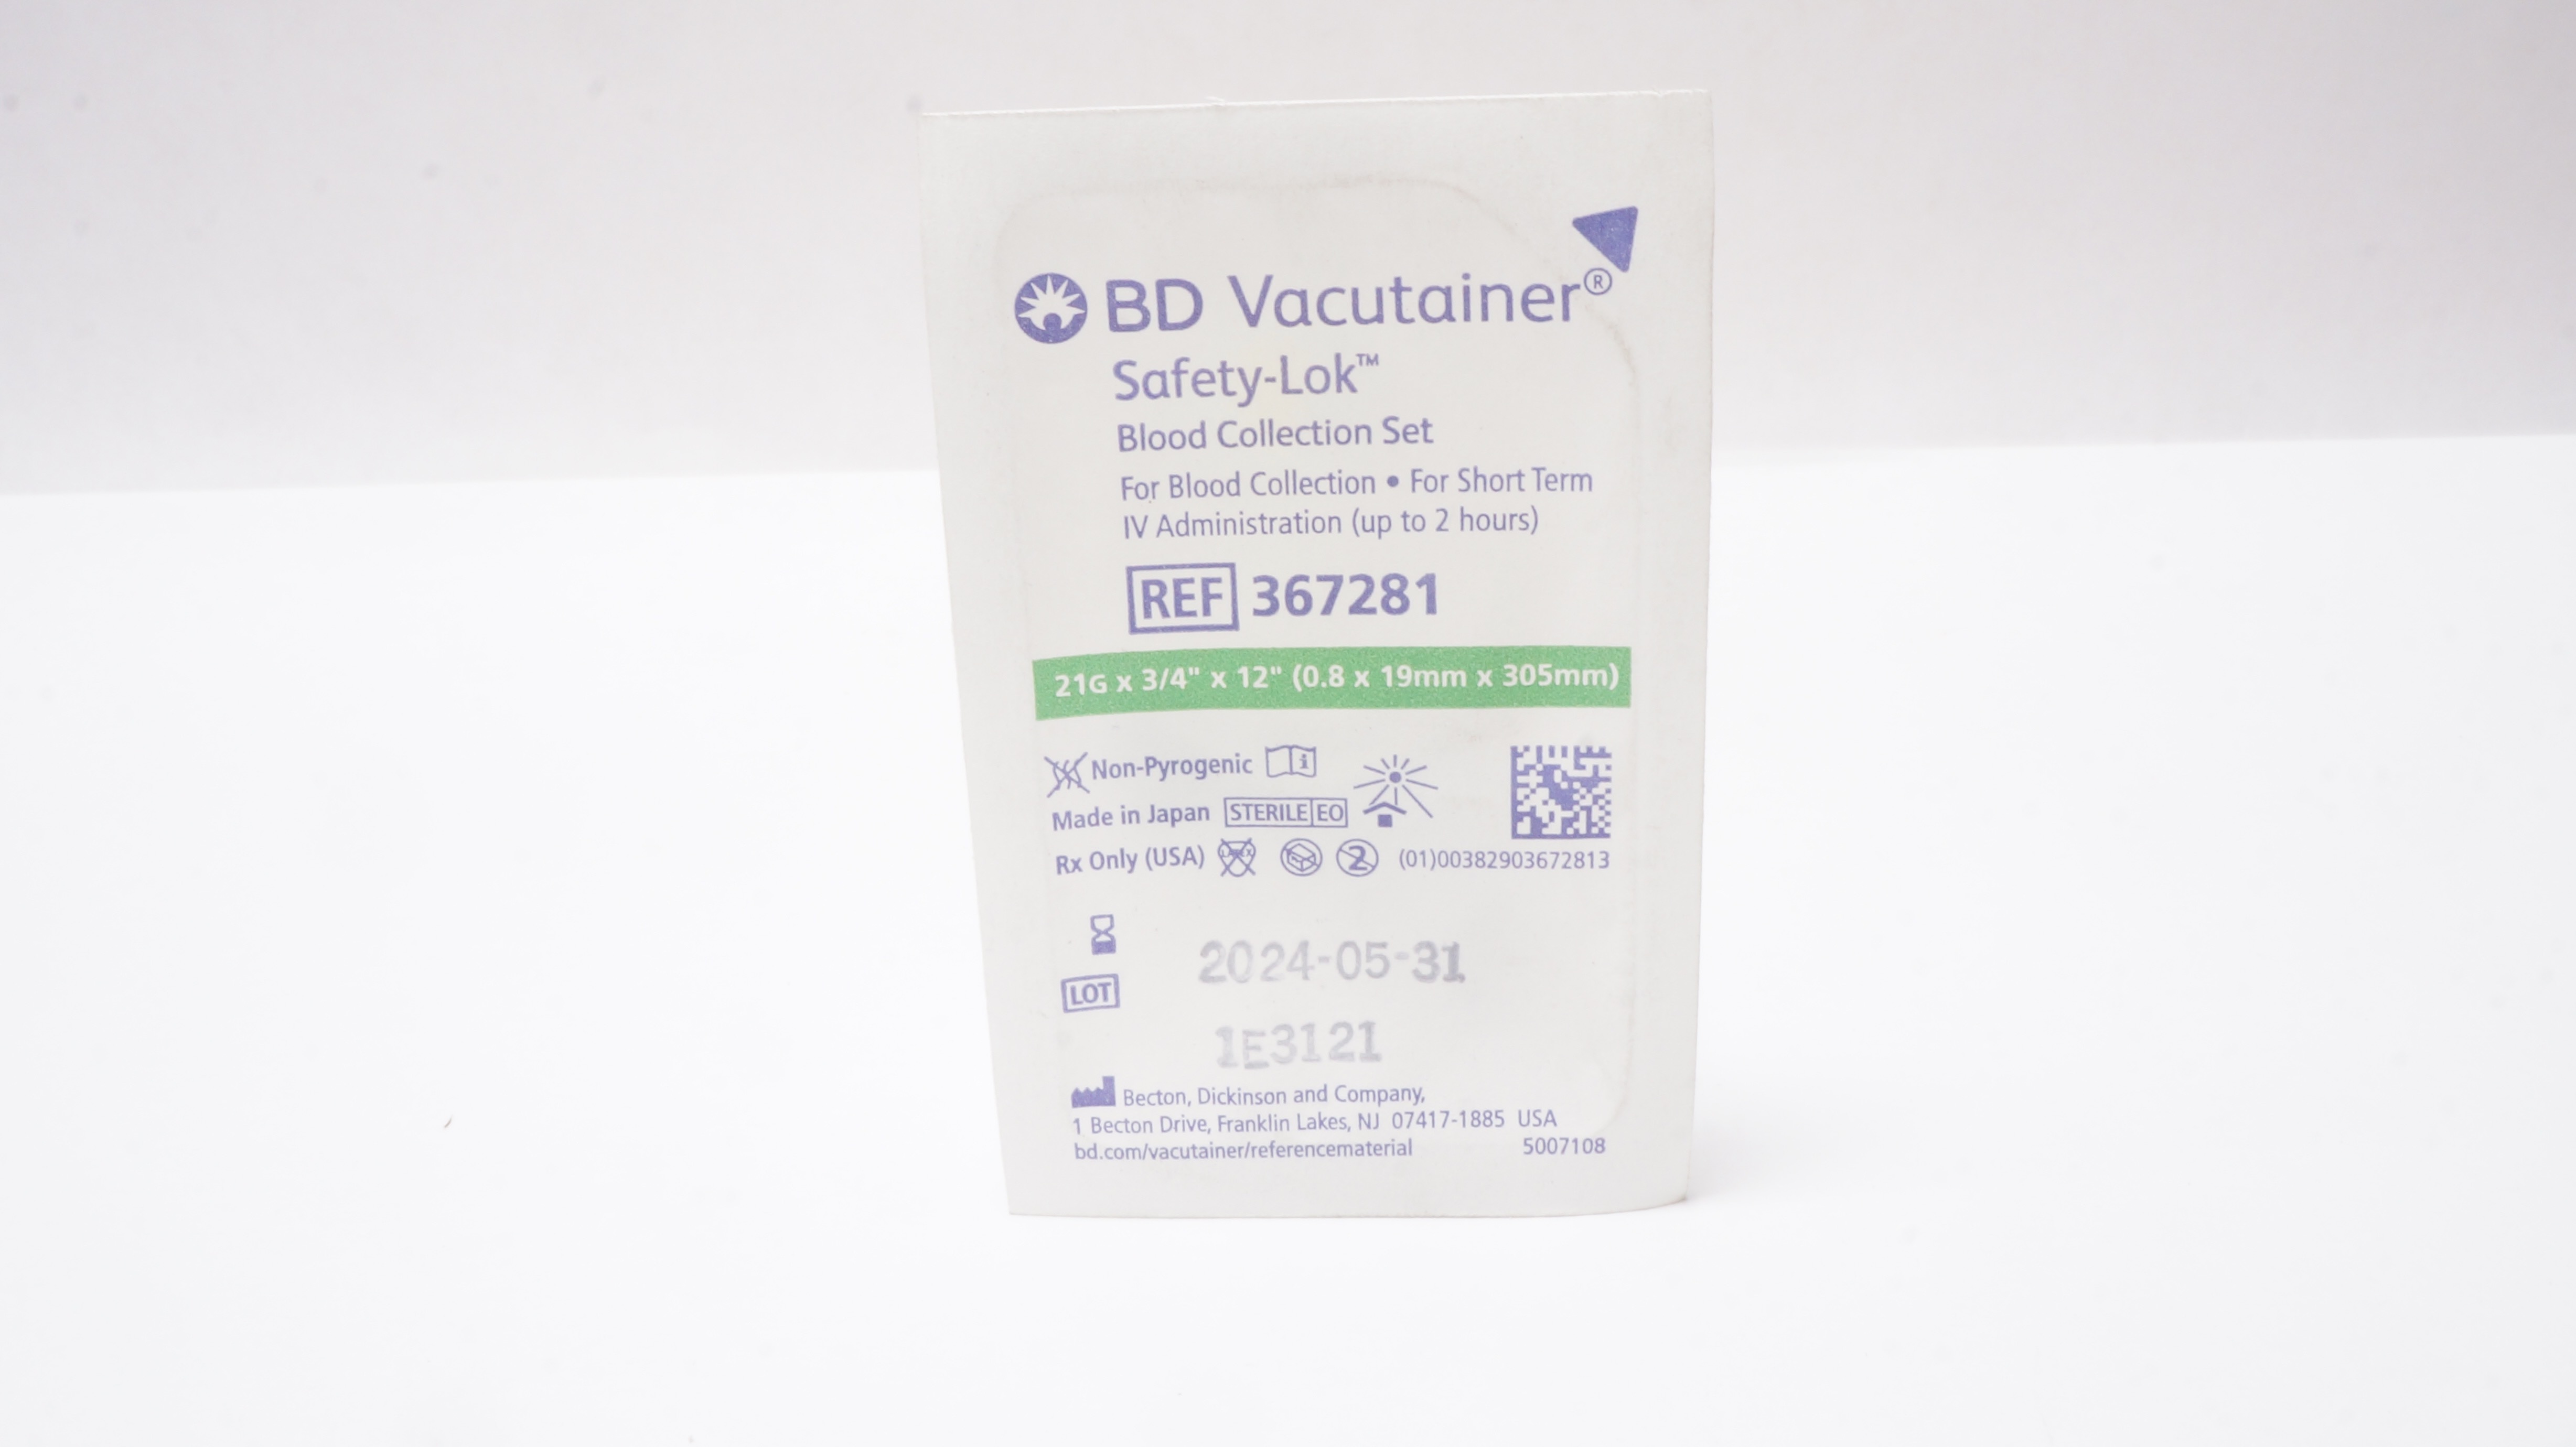 BD Vacutainer®
Safety-Lok™
Blood Collection Set
For Blood Collection • For Short Term
IV Administration (up to 2 hours)
REF 367281
21G x 3/4" x 12" (0.8 x 19mm x 305mm)
Non-Pyrogenic
Made in Japan STERILE EO
Rx Only (USA) LATEX 2 (01)00382903672813
2024-05-31
LOT
1E3121
Becton, Dickinson and Company,
1 Becton Drive, Franklin Lakes, NJ 07417-1885 USA
bd.com/vacutainer/referencematerial 5007108